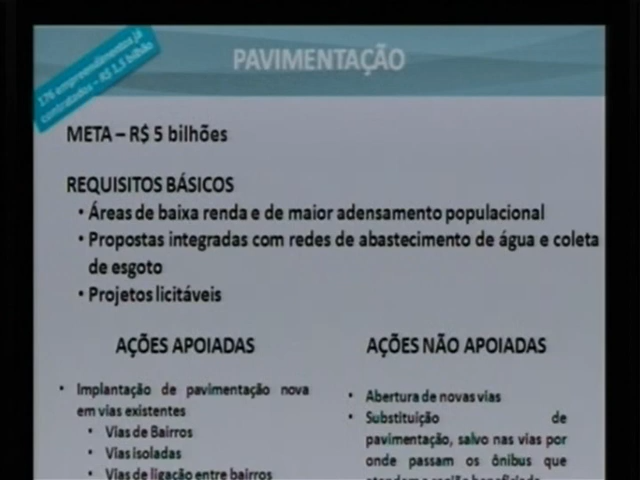 176 empreendimentos já
contratados – R$ 1,5 bilhão
PAVIMENTAÇÃO
META – R$ 5 bilhões
REQUISITOS BÁSICOS
• Áreas de baixa renda e de maior adensamento populacional
• Propostas integradas com redes de abastecimento de água e coleta
de esgoto
• Projetos licitáveis
AÇÕES APOIADAS
• Implantação de pavimentação nova
em vias existentes
• Vias de Bairros
• Vias isoladas
• Vias de ligação entre bairros
AÇÕES NÃO APOIADAS
• Abertura de novas vias
• Substituição de
pavimentação, salvo nas vias por
onde passam os ônibus que